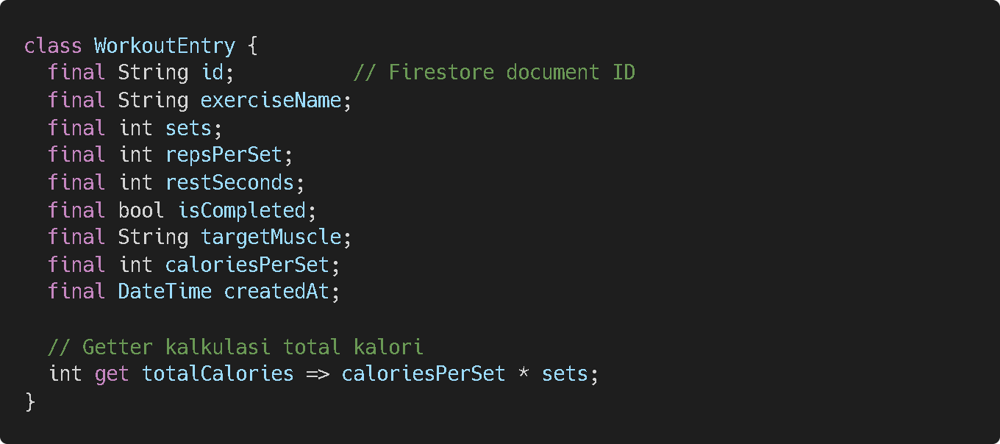 class WorkoutEntry {
  final String id;          // Firestore document ID
  final String exerciseName;
  final int sets;
  final int repsPerSet;
  final int restSeconds;
  final bool isCompleted;
  final String targetMuscle;
  final int caloriesPerSet;
  final DateTime createdAt;

  // Getter kalkulasi total kalori
  int get totalCalories => caloriesPerSet * sets;
}